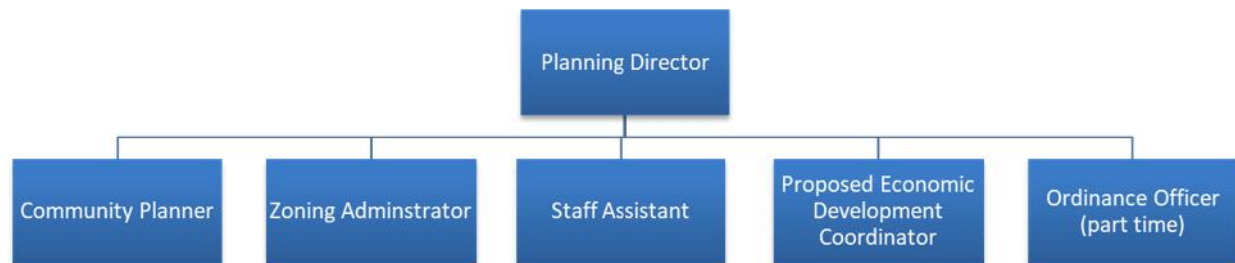 Planning Director
Community Planner
Zoning Adminstrator
Staff Assistant
Proposed Economic
Development
Coordinator
Ordinance Officer
(part time)